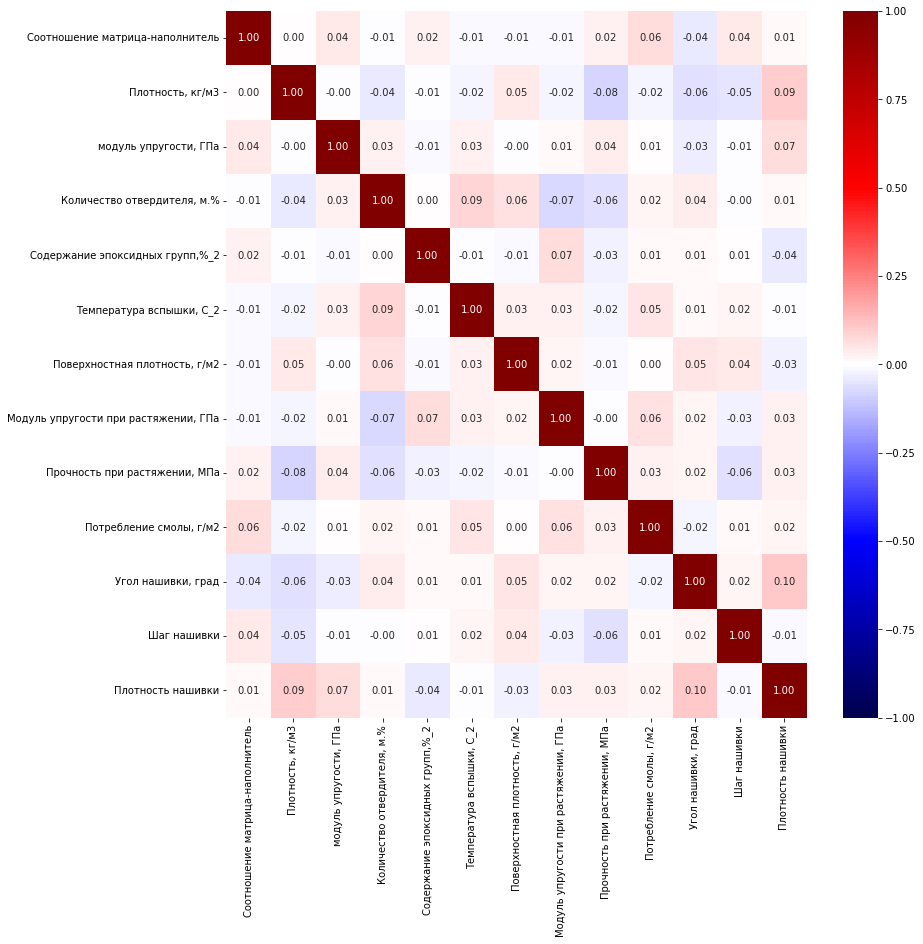 Соотношение матрица-наполнитель 1.00 0.00 0.04 -0.01 0.02 -0.01 -0.01 -0.01 0.02 0.06 -0.04 0.04 0.01
Плотность, кг/м3 0.00 1.00 -0.00 -0.04 -0.01 -0.02 0.05 -0.02 -0.08 -0.02 -0.06 -0.05 0.09
модуль упругости, ГПа 0.04 -0.00 1.00 0.03 -0.01 0.03 -0.00 0.01 0.04 0.01 -0.03 -0.01 0.07
Количество отвердителя, м.% -0.01 -0.04 0.03 1.00 0.00 0.09 0.06 -0.07 -0.06 0.02 0.04 -0.00 0.01
Содержание эпоксидных групп,%_2 0.02 -0.01 -0.01 0.00 1.00 -0.01 -0.01 0.07 -0.03 0.01 0.01 0.01 -0.04
Температура вспышки, С_2 -0.01 -0.02 0.03 0.09 -0.01 1.00 0.03 0.03 -0.02 0.05 0.01 0.02 -0.01
Поверхностная плотность, г/м2 -0.01 0.05 -0.00 0.06 -0.01 0.03 1.00 0.02 -0.01 0.00 0.05 0.04 -0.03
Модуль упругости при растяжении, ГПа -0.01 -0.02 0.01 -0.07 0.07 0.03 0.02 1.00 -0.00 0.06 0.02 -0.03 0.03
Прочность при растяжении, МПа 0.02 -0.08 0.04 -0.06 -0.03 -0.02 -0.01 -0.00 1.00 0.03 0.02 -0.06 0.03
Потребление смолы, г/м2 0.06 -0.02 0.01 0.02 0.01 0.05 0.00 0.06 0.03 1.00 -0.02 0.01 0.02
Угол нашивки, град -0.04 -0.06 -0.03 0.04 0.01 0.01 0.05 0.02 0.02 -0.02 1.00 0.02 0.10
Шаг нашивки 0.04 -0.05 -0.01 -0.00 0.01 0.02 0.04 -0.03 -0.06 0.01 0.02 1.00 -0.01
Плотность нашивки 0.01 0.09 0.07 0.01 -0.04 -0.01 -0.03 0.03 0.03 0.02 0.10 -0.01 1.00
Соотношение матрица-наполнитель
Плотность, кг/м3
модуль упругости, ГПа
Количество отвердителя, м.%
Содержание эпоксидных групп,%_2
Температура вспышки, С_2
Поверхностная плотность, г/м2
Модуль упругости при растяжении, ГПа
Прочность при растяжении, МПа
Потребление смолы, г/м2
Угол нашивки, град
Шаг нашивки
Плотность нашивки
1.00
0.75
0.50
0.25
0.00
-0.25
-0.50
-0.75
-1.00